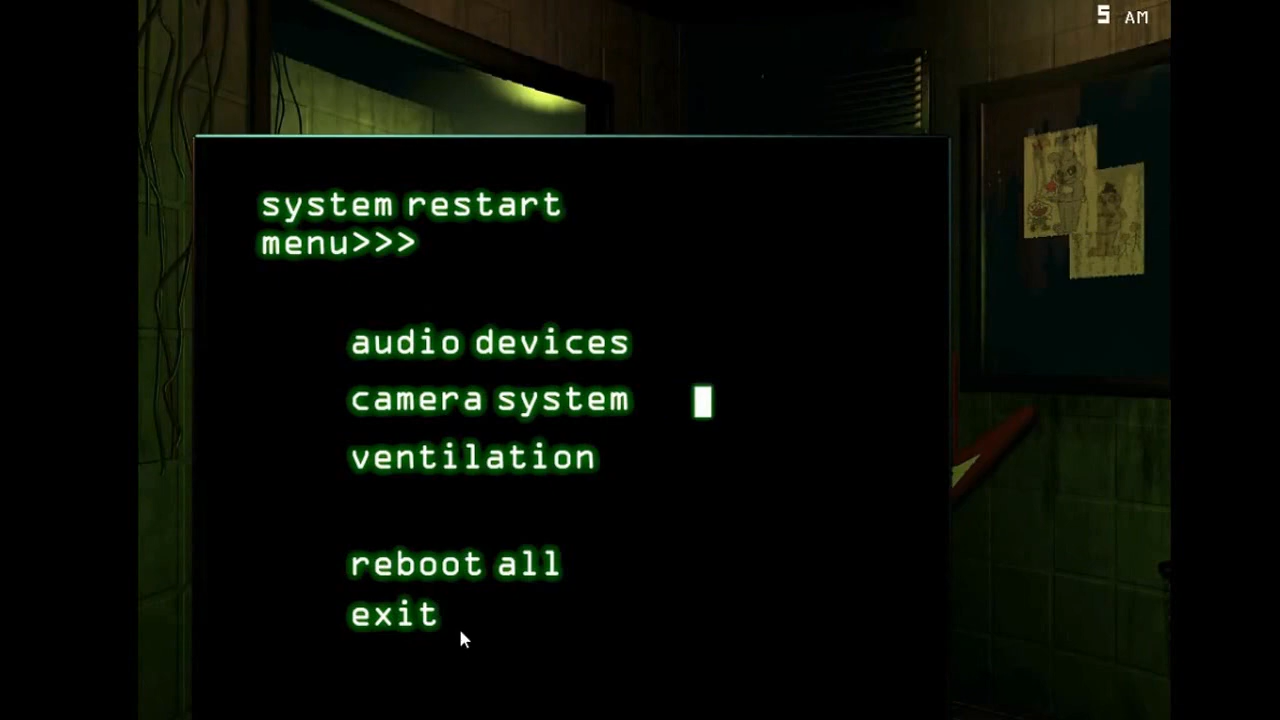 5 AM
system restart
menu>>>
audio devices
camera system
ventilation
reboot all
exit